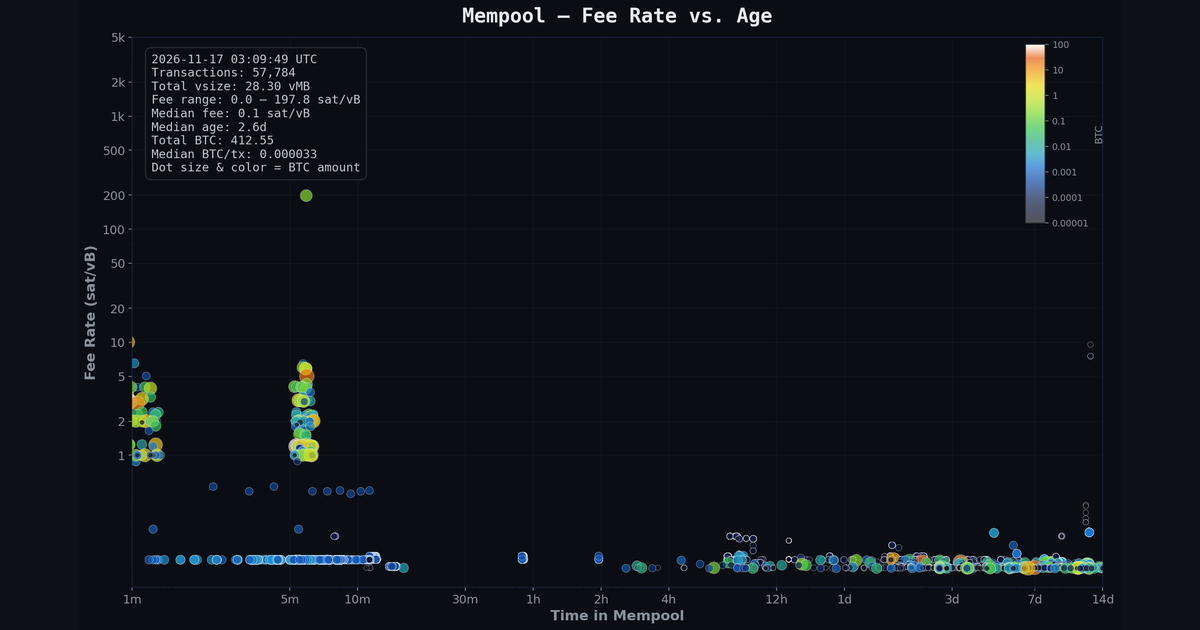 Mempool — Fee Rate vs. Age
2026-11-17 03:09:49 UTC
Transactions: 57,784
Total vsize: 28.30 vMB
Fee range: 0.0 – 197.8 sat/vB
Median fee: 0.1 sat/vB
Median age: 2.6d
Total BTC: 412.55
Median BTC/tx: 0.000033
Dot size & color = BTC amount
100
10
1
0.1
0.01
0.001
0.0001
0.00001
BTC
Fee Rate (sat/vB)
5k
2k
1k
500
200
100
50
20
10
5
2
1
1m
5m
10m
30m
1h
2h
4h
12h
1d
3d
7d
14d
Time in Mempool